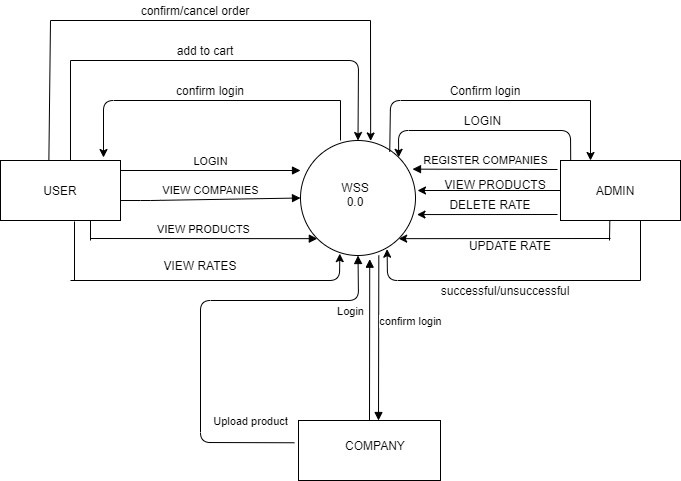 confirm/cancel order
add to cart
confirm login
Confirm login
LOGIN
LOGIN
REGISTER COMPANIES
WSS
0.0
USER
VIEW COMPANIES
VIEW PRODUCTS
ADMIN
DELETE RATE
VIEW PRODUCTS
UPDATE RATE
VIEW RATES
successful/unsuccessful
Login
confirm login
Upload product
COMPANY